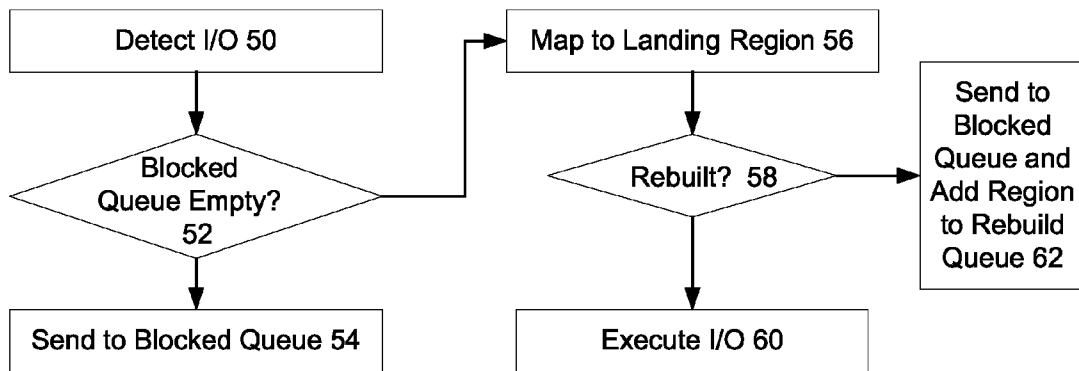 Detect I/O 50
Blocked
Queue Empty?
52
Send to Blocked Queue 54
Map to Landing Region 56
Rebuilt? 58
Execute I/O 60
Send to
Blocked
Queue and
Add Region
to Rebuild
Queue 62